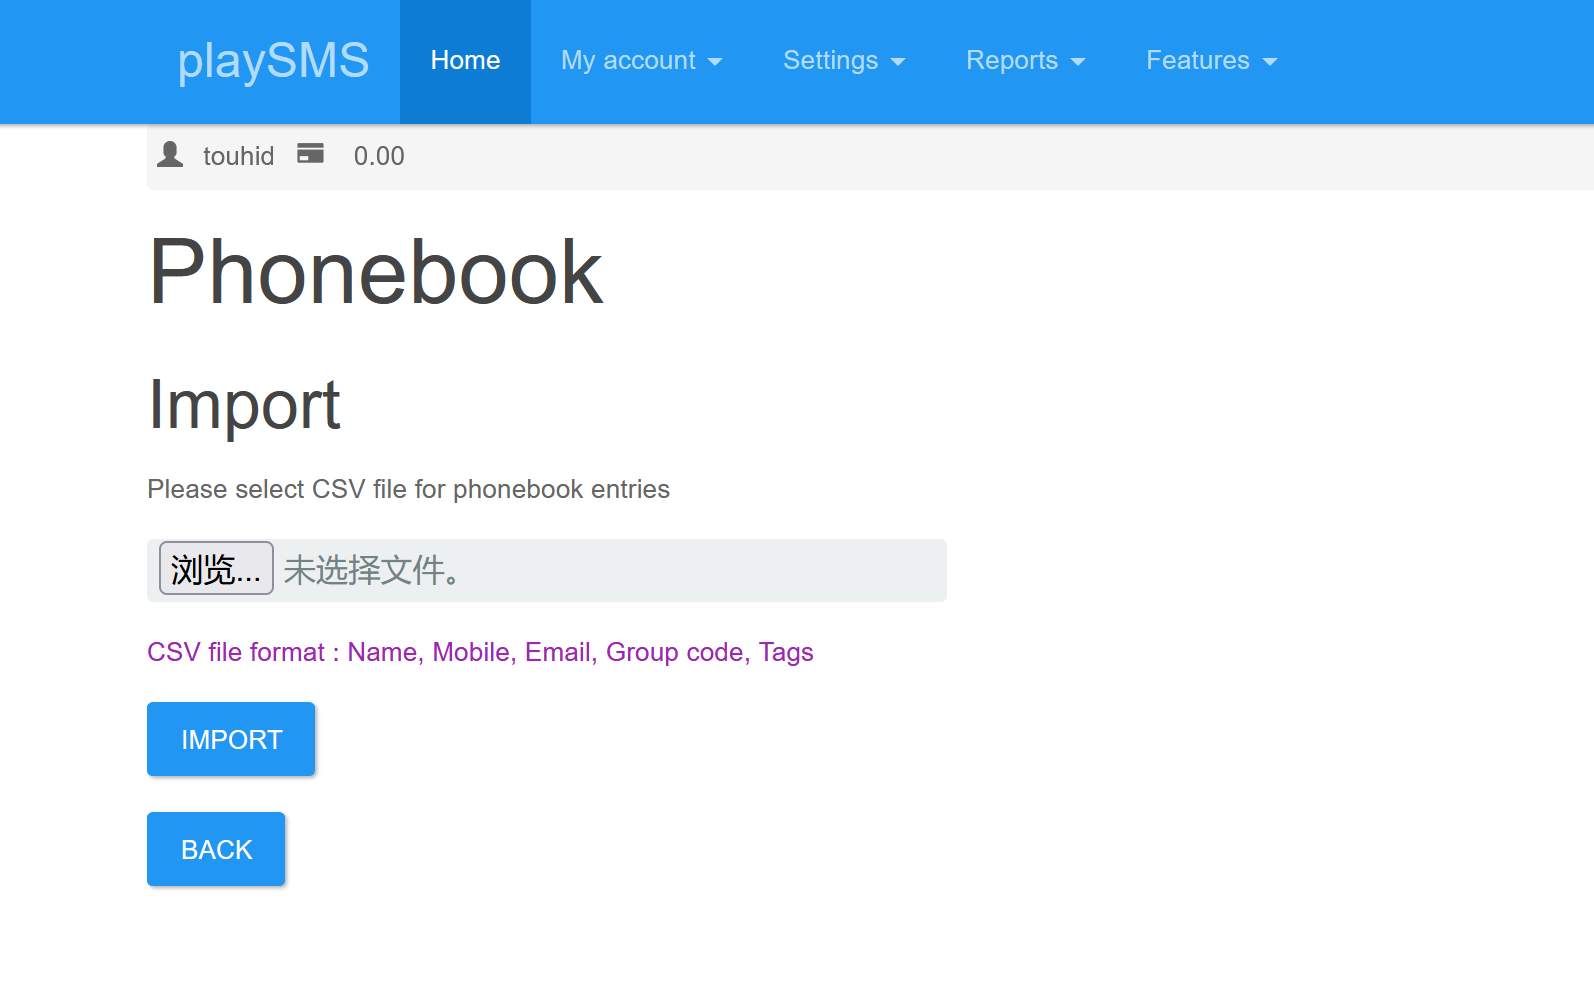 playSMS Home My account Settings Reports Features
touhid 0.00
Phonebook
Import
Please select CSV file for phonebook entries
浏览... 未选择文件。
CSV file format : Name, Mobile, Email, Group code, Tags
IMPORT
BACK